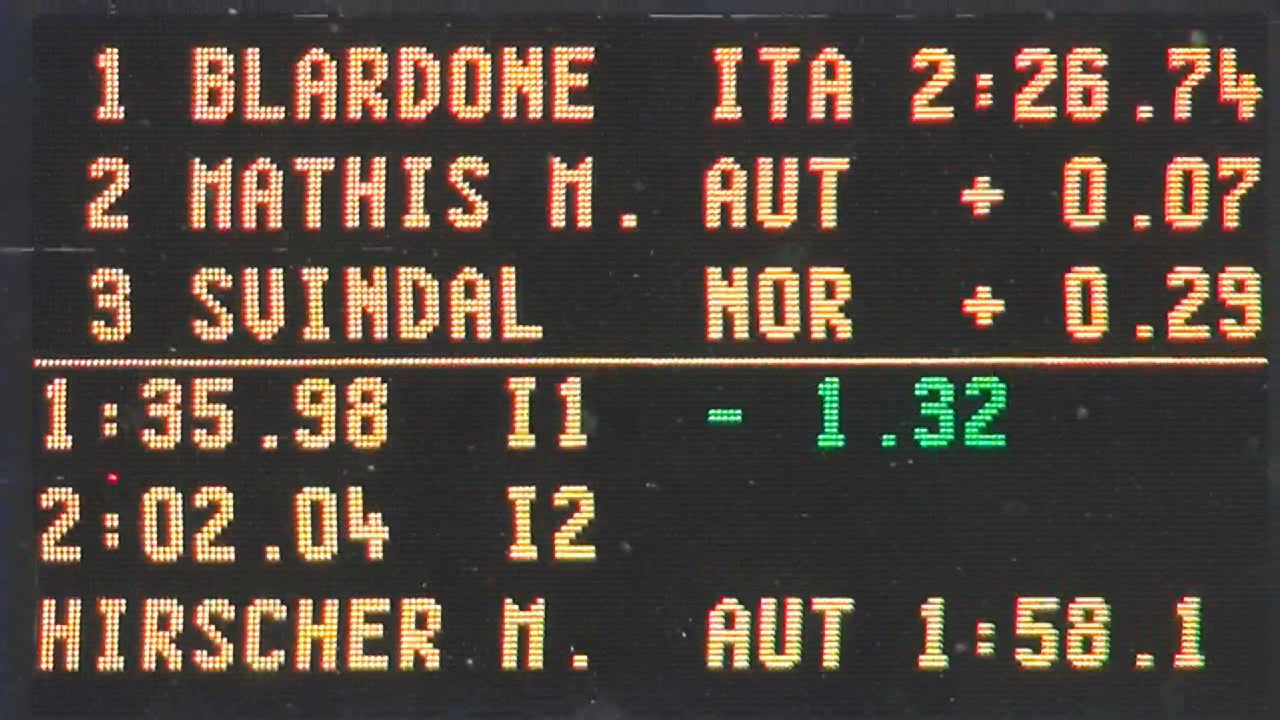 1 BLARDONE ITA 2:26.74
2 MATHIS M. AUT + 0.07
3 SVINDAL NOR + 0.29
1:35.98 I1 - 1.32
2:02.04 I2
HIRSCHER M. AUT 1:58.1